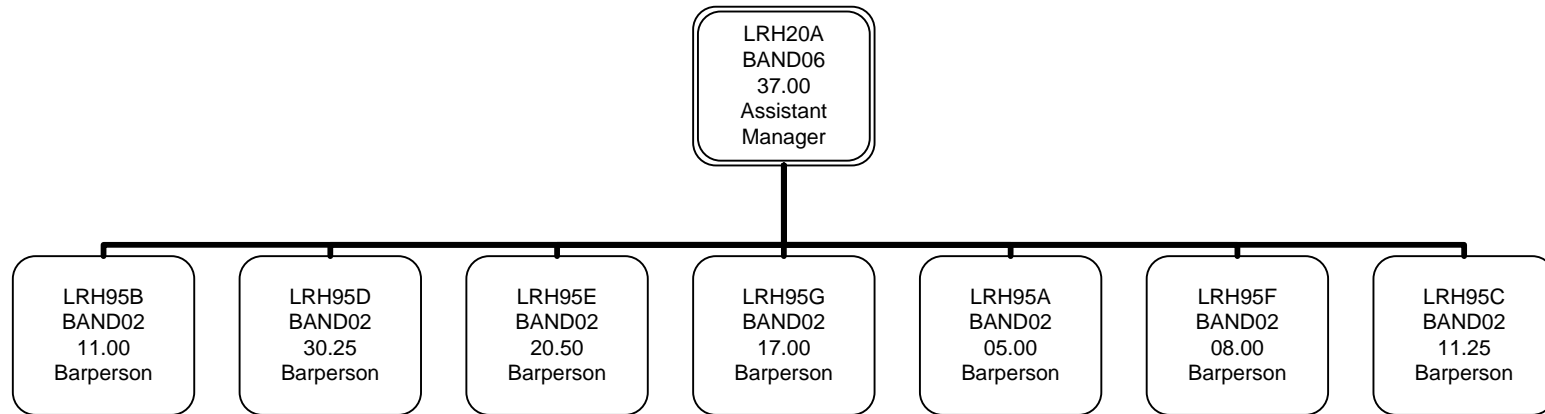 LRH20A
BAND06
37.00
Assistant
Manager
LRH95B
BAND02
11.00
Barperson
LRH95D
BAND02
30.25
Barperson
LRH95E
BAND02
20.50
Barperson
LRH95G
BAND02
17.00
Barperson
LRH95A
BAND02
05.00
Barperson
LRH95F
BAND02
08.00
Barperson
LRH95C
BAND02
11.25
Barperson